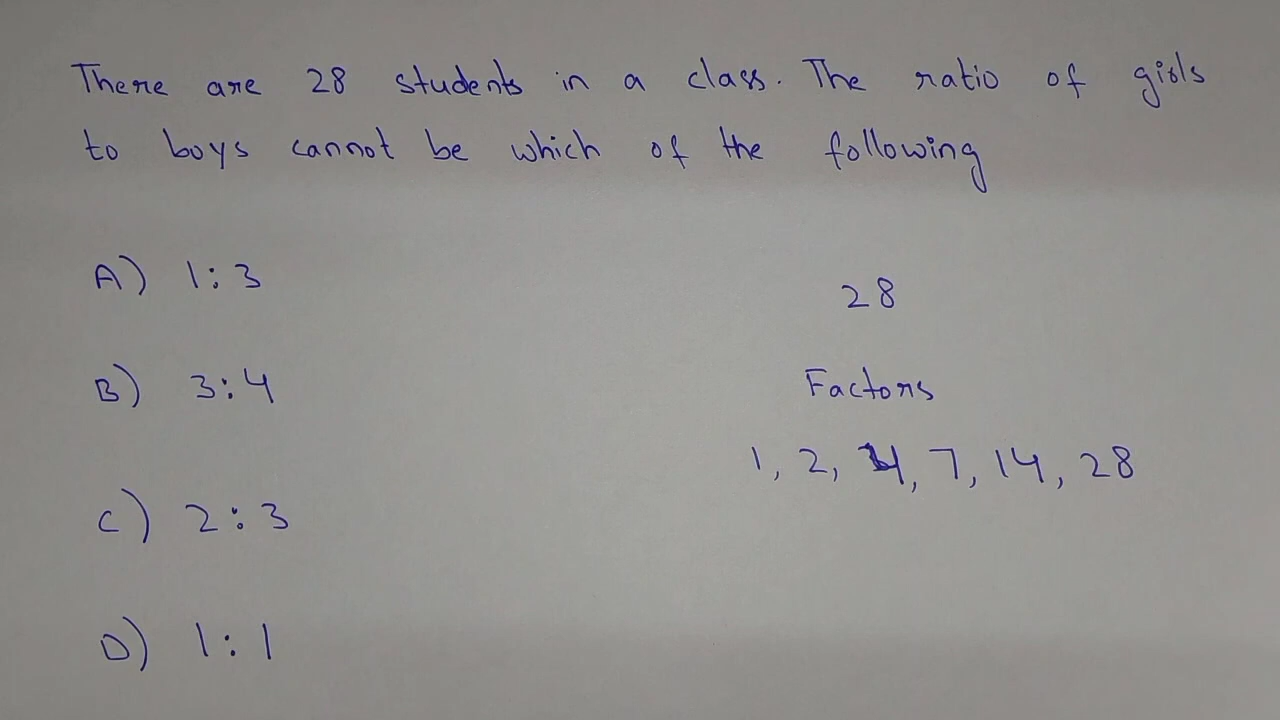 There are 28 students in a class. The ratio of girls
to boys cannot be which of the following
A) 1:3
28
B) 3:4
Factors
1, 2, 4, 7, 14, 28
C) 2:3
D) 1:1